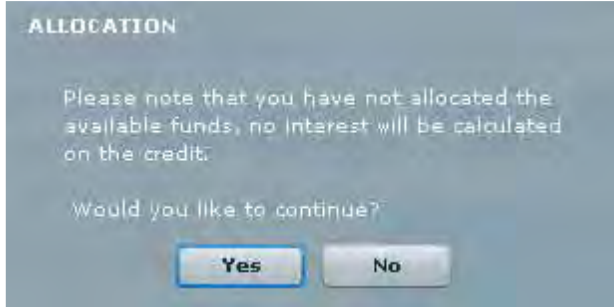 ALLOCATION
Please note that you have not allocated the
available funds, no interest will be calculated
on the credit.
Would you like to continue?
Yes
No